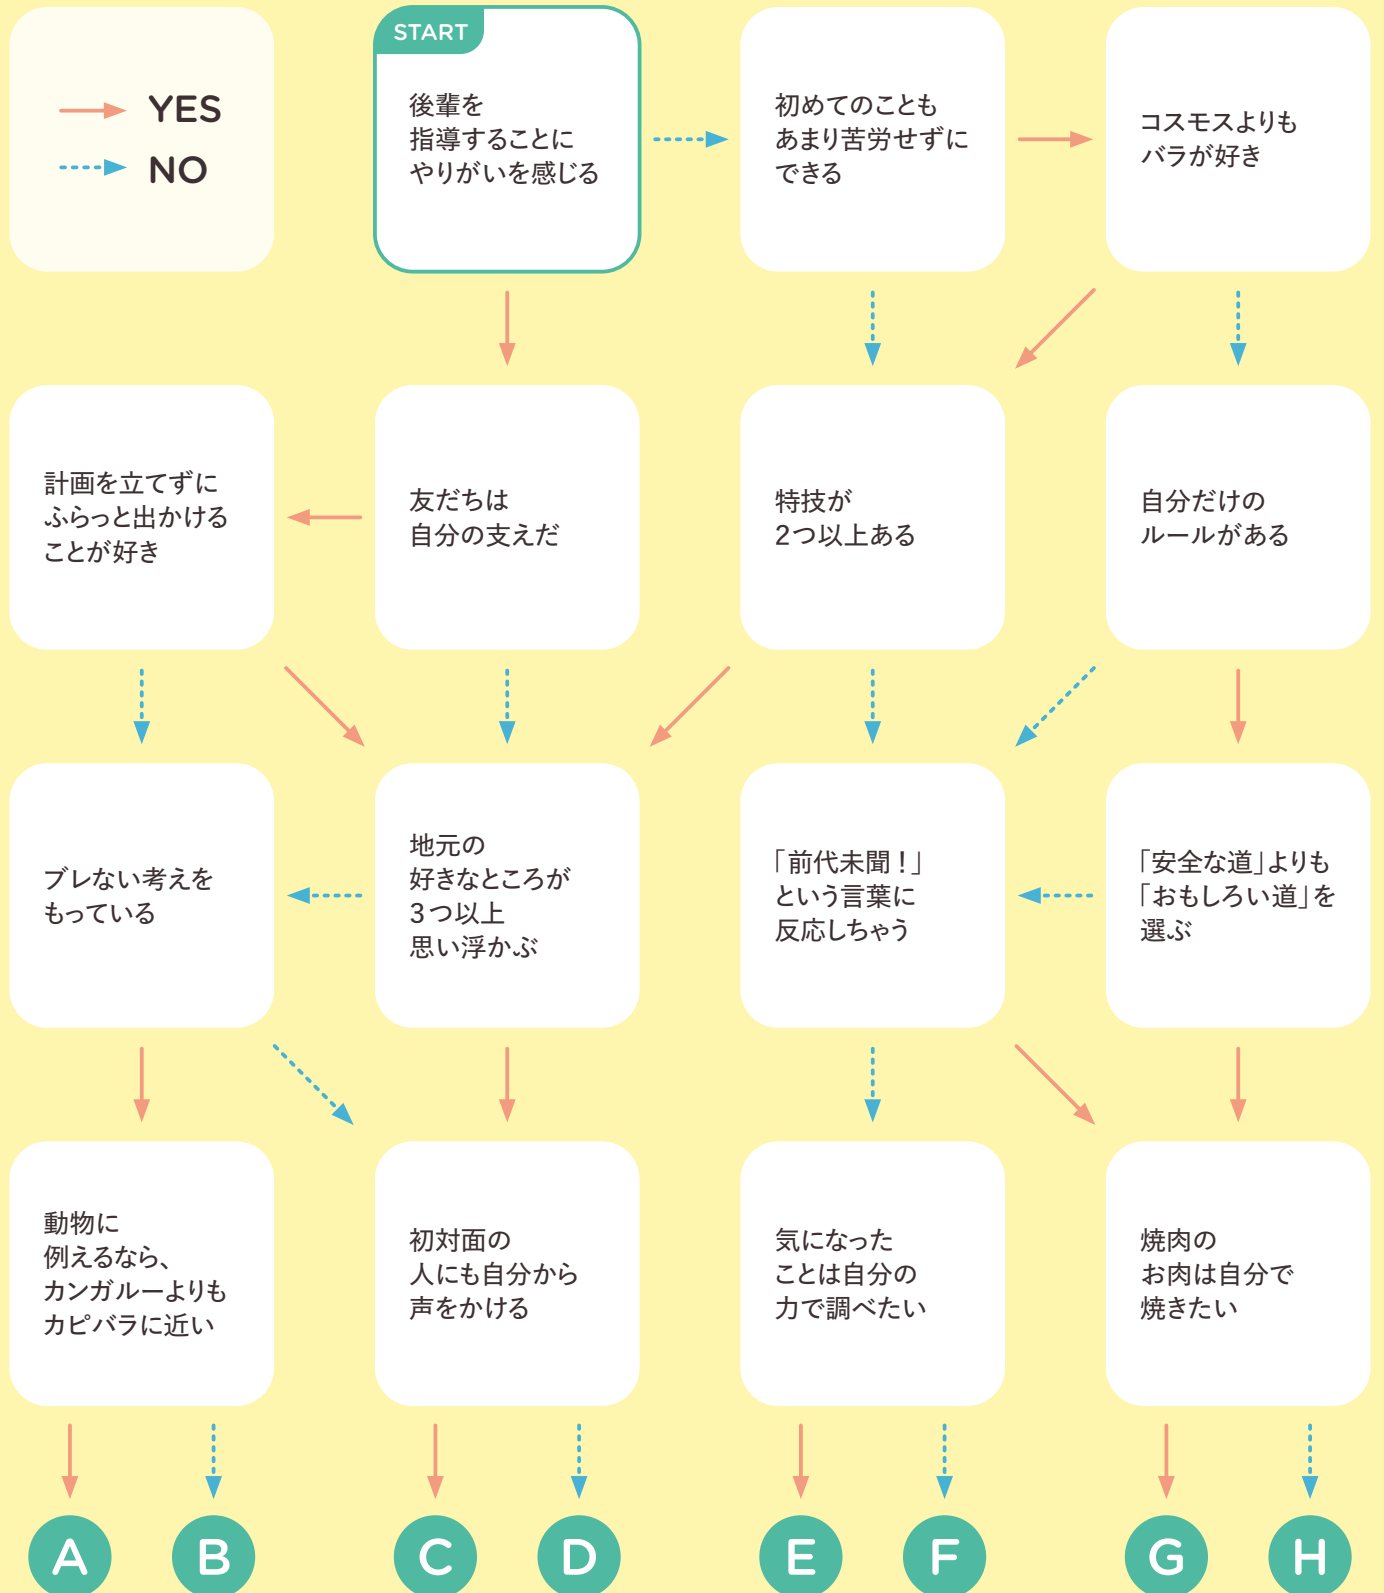 YES
NO
START
後輩を
指導することに
やりがいを感じる
初めてのことも
あまり苦労せずに
できる
コスモスよりも
バラが好き
計画を立てずに
ふらっと出かける
ことが好き
友だちは
自分の支えだ
特技が
2つ以上ある
自分だけの
ルールがある
ブレない考えを
もっている
地元の
好きなところが
3つ以上
思い浮かぶ
「前代未聞！」
という言葉に
反応しちゃう
「安全な道」よりも
「おもしろい道」を
選ぶ
動物に
例えるなら、
カンガルーよりも
カピバラに近い
初対面の
人にも自分から
声をかける
気になった
ことは自分の
力で調べたい
焼肉の
お肉は自分で
焼きたい
A
B
C
D
E
F
G
H